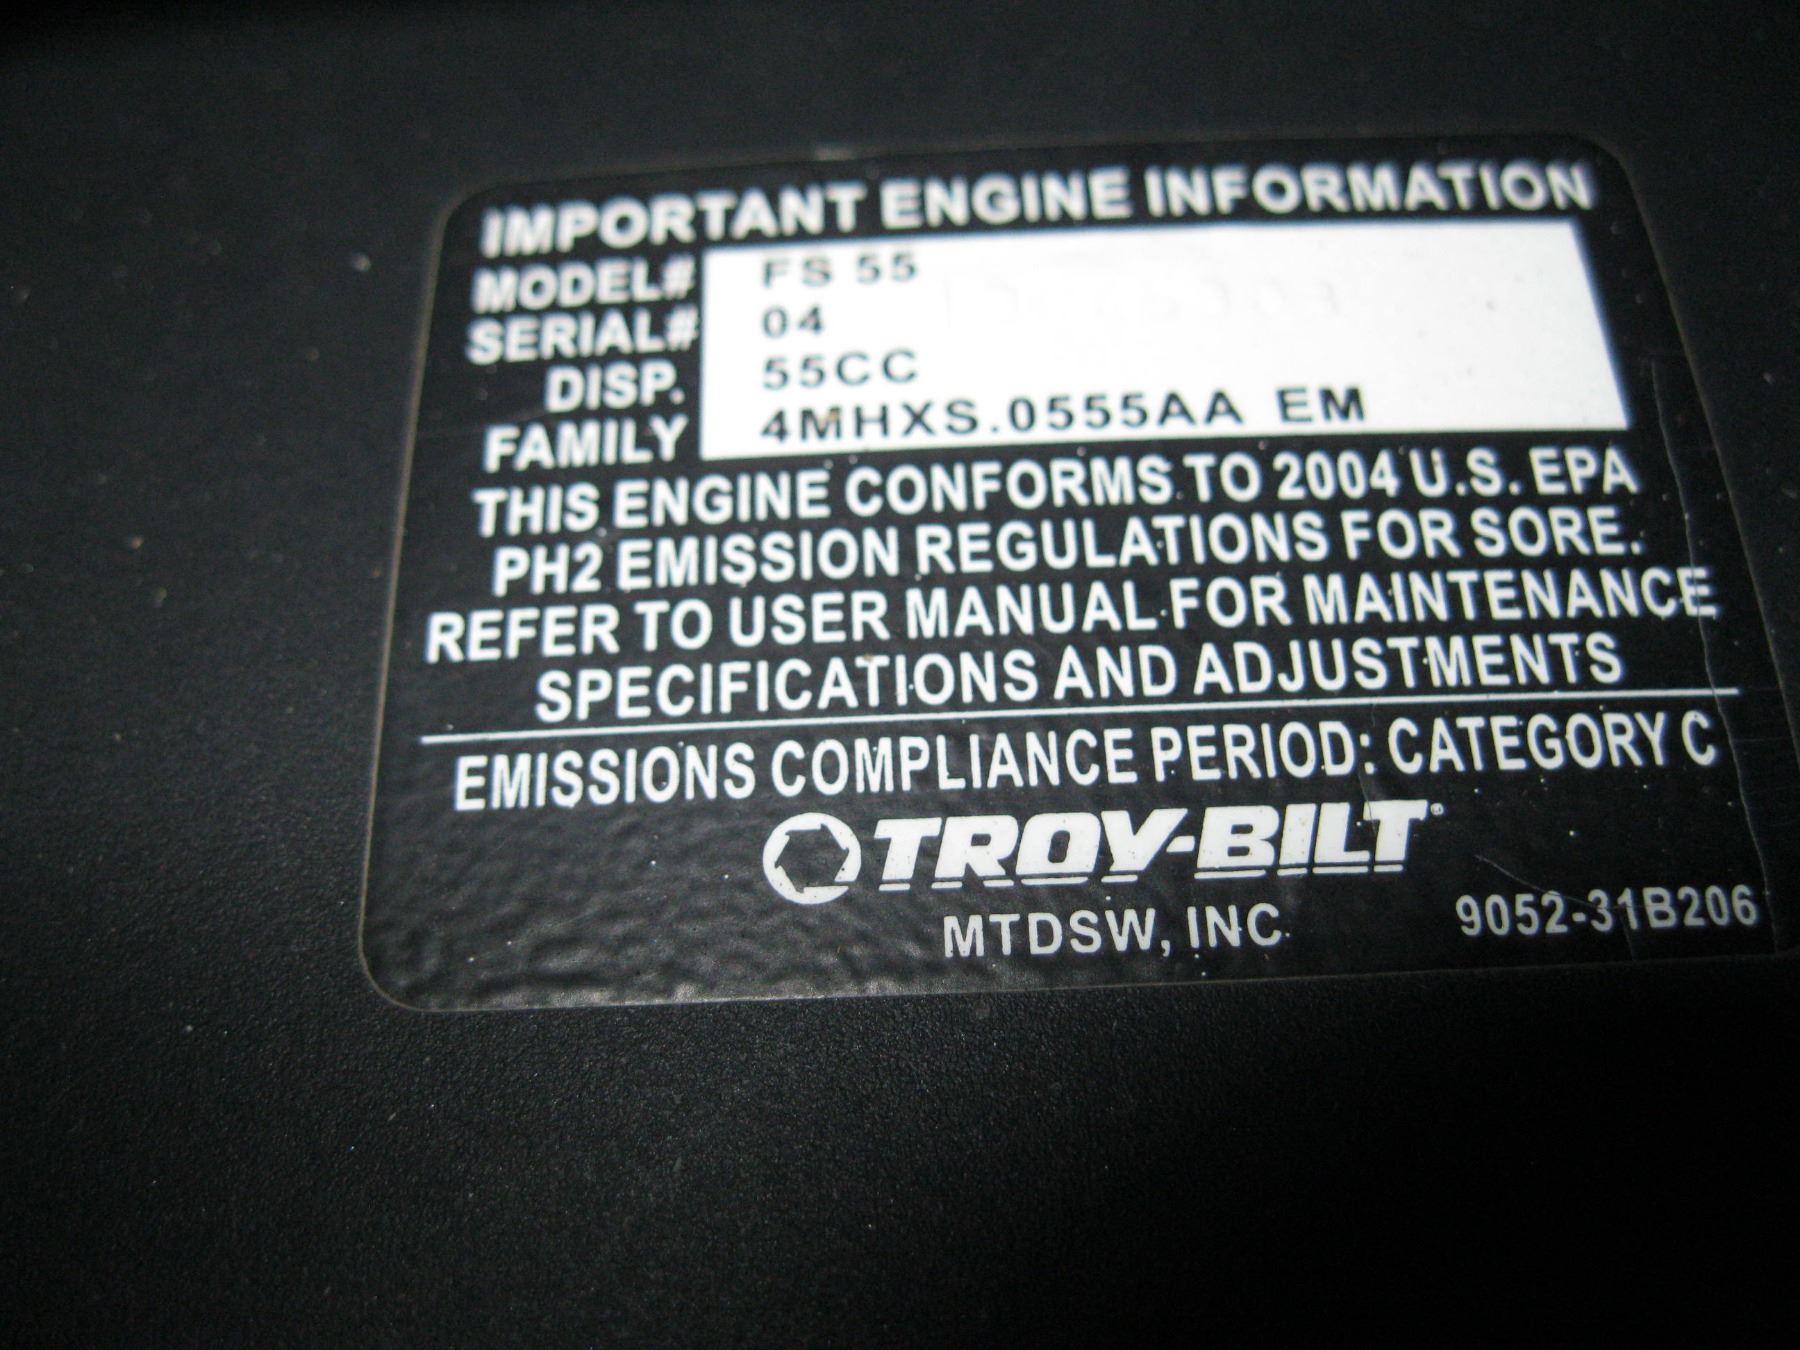 IMPORTANT ENGINE INFORMATION
MODEL# FS 55
SERIAL# 04
DISP. 55CC
FAMILY 4MHXS.0555AA EM
THIS ENGINE CONFORMS TO 2004 U.S. EPA
PH2 EMISSION REGULATIONS FOR SORE.
REFER TO USER MANUAL FOR MAINTENANCE
SPECIFICATIONS AND ADJUSTMENTS
EMISSIONS COMPLIANCE PERIOD: CATEGORY C
TROY-BILT
MTDSW, INC.
9052-31B206